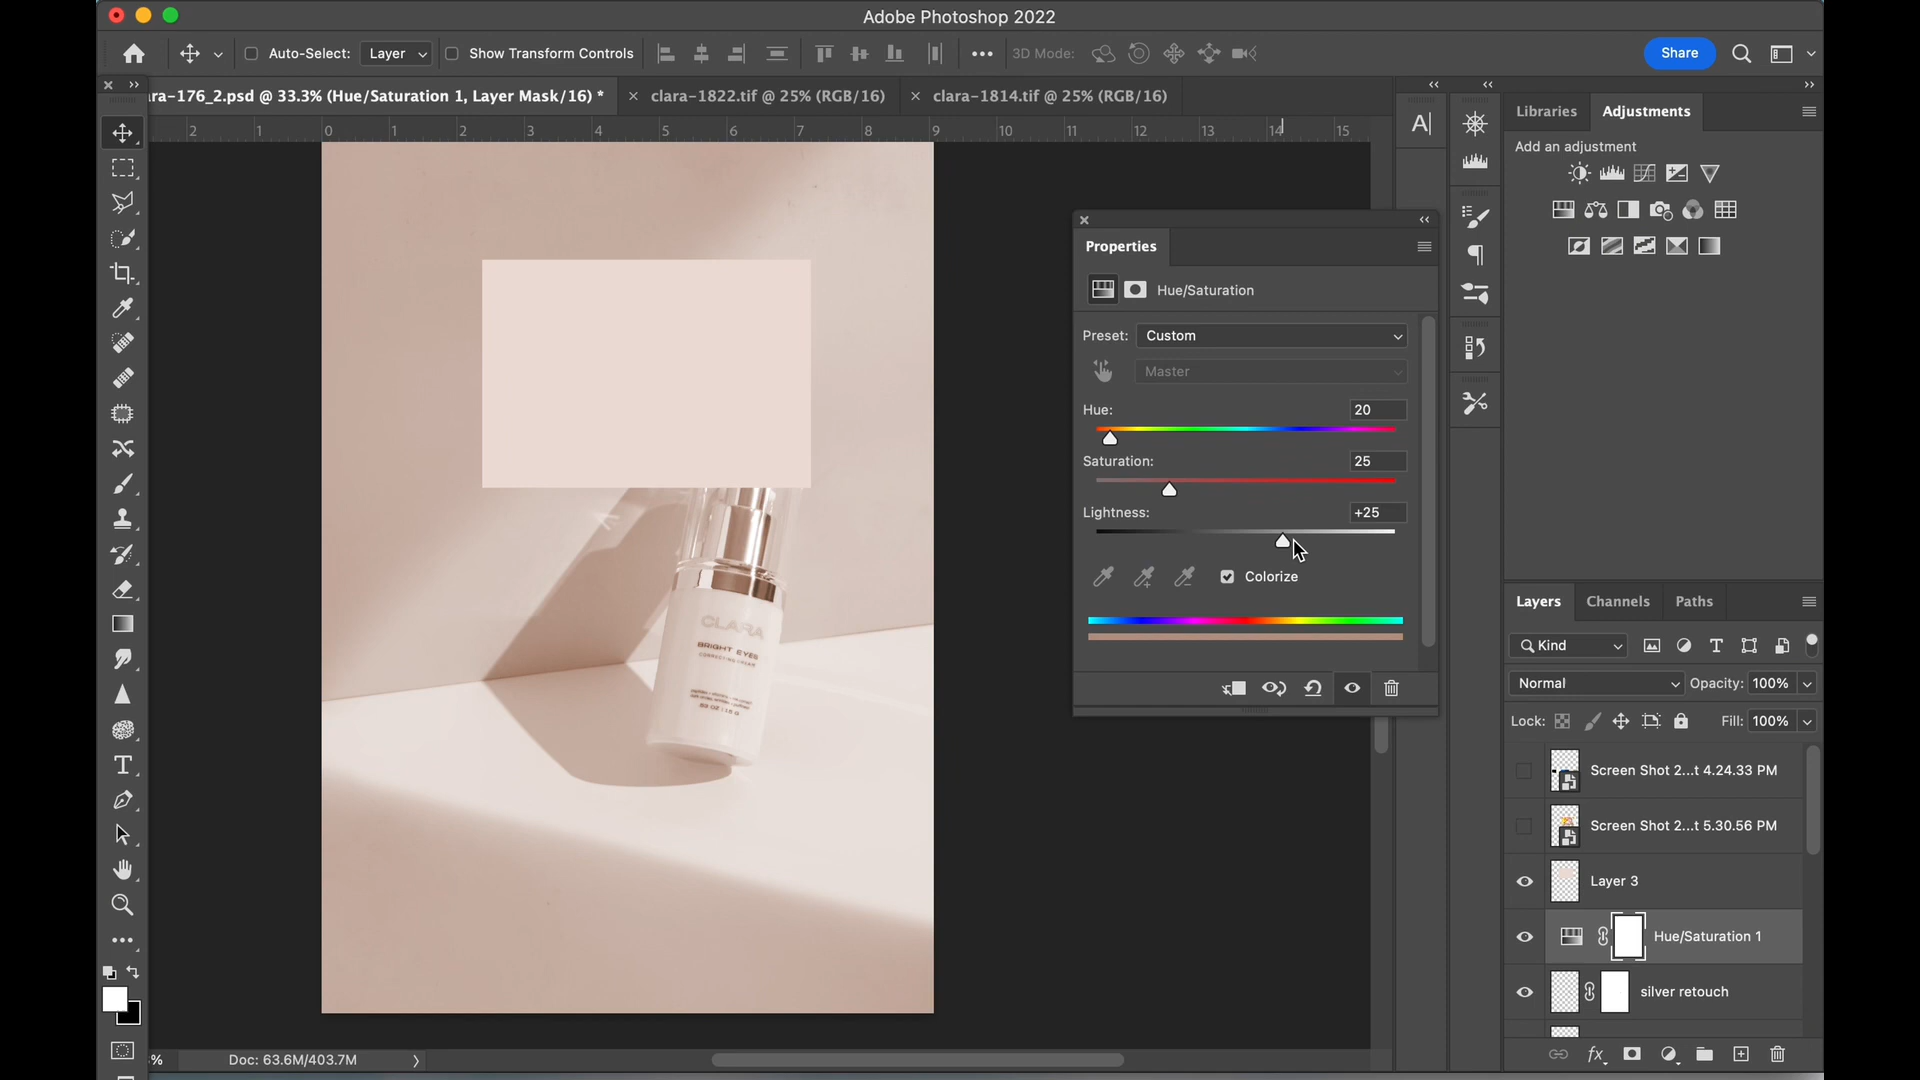 Adobe Photoshop 2022
Auto-Select: Layer Show Transform Controls 3D Mode: Share
ara-176_2.psd @ 33.3% (Hue/Saturation 1, Layer Mask/16) * clara-1822.tif @ 25% (RGB/16) clara-1814.tif @ 25% (RGB/16)
2 1 0 1 2 3 4 5 6 7 8 9 10 11 12 13 14 15
Libraries Adjustments
Add an adjustment
Properties
Hue/Saturation
Preset: Custom
Master
Hue: 20
Saturation: 25
Lightness: +25
Colorize
CLARA
BRIGHT EYES
CORRECTING CREAM
Layers Channels Paths
Kind
Normal Opacity: 100%
Lock: Fill: 100%
Screen Shot 2...t 4.24.33 PM
Screen Shot 2...t 5.30.56 PM
Layer 3
Hue/Saturation 1
silver retouch
% Doc: 63.6M/403.7M